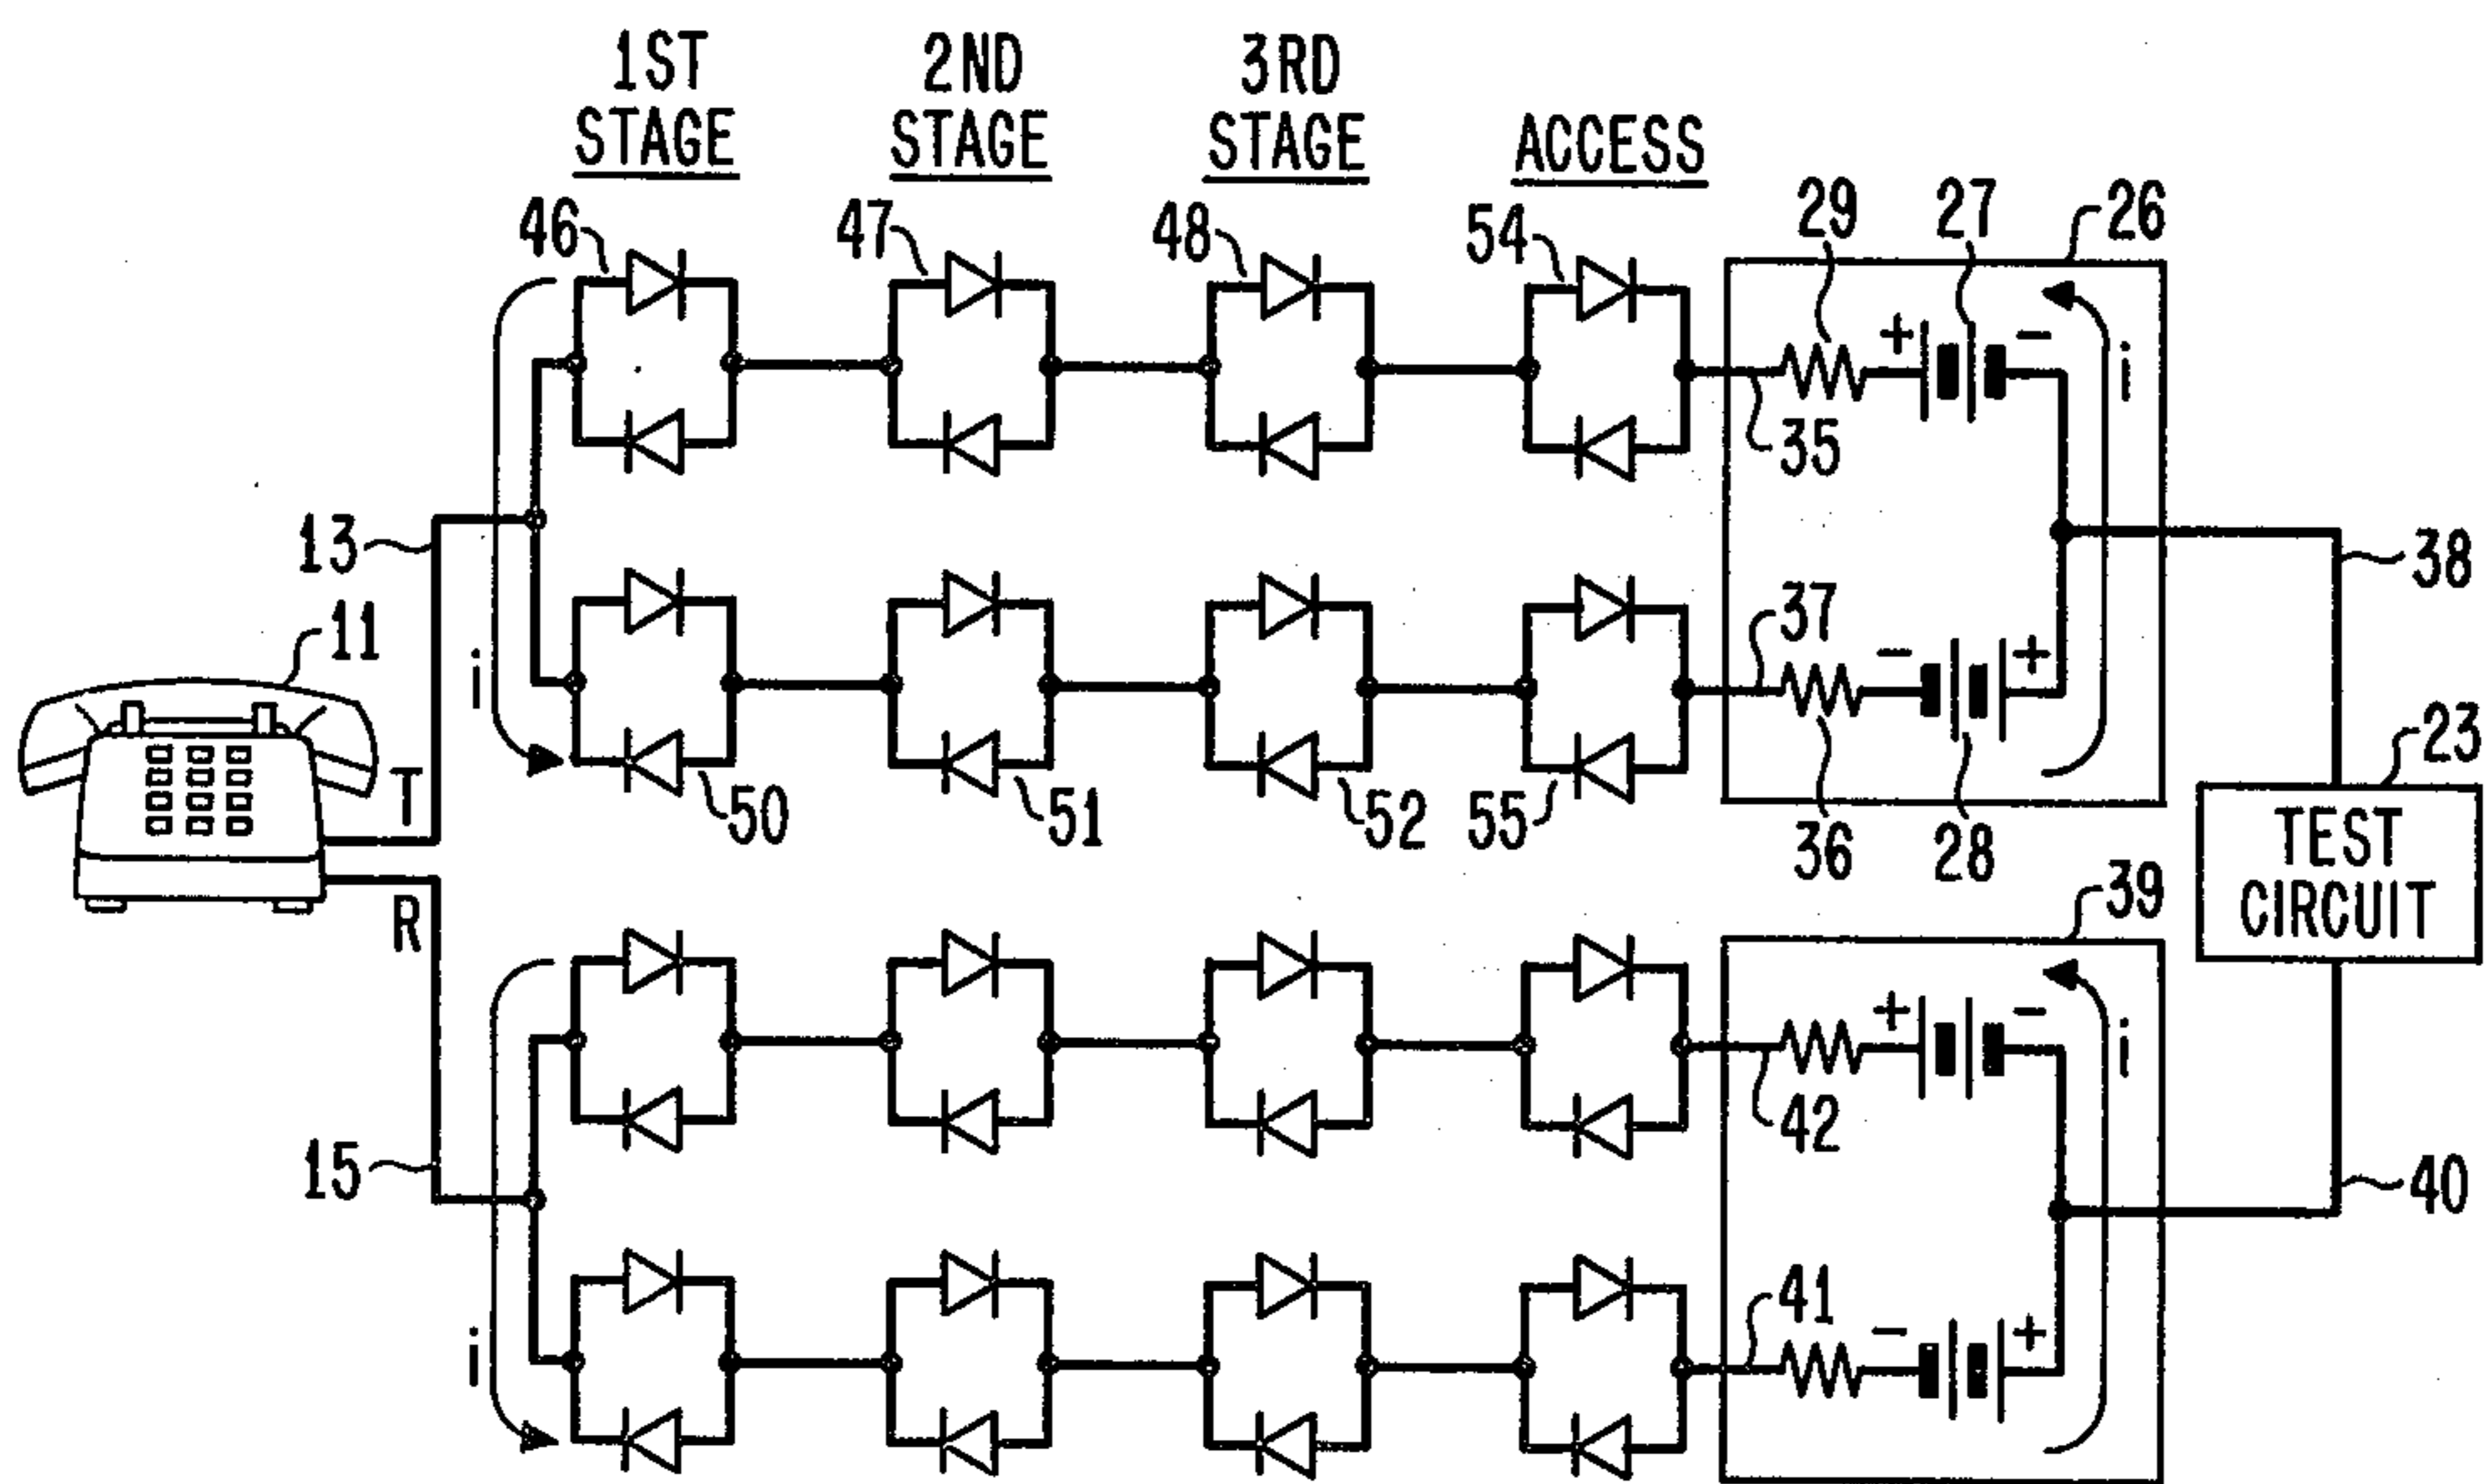 1ST STAGE
2ND STAGE
3RD STAGE
ACCESS
46
47
48
54
29
27
26
+
-
i
35
13
38
11
37
-
+
i
23
T
50
51
52
55
36
28
TEST CIRCUIT
39
R
+
-
i
42
15
40
41
-
+
i